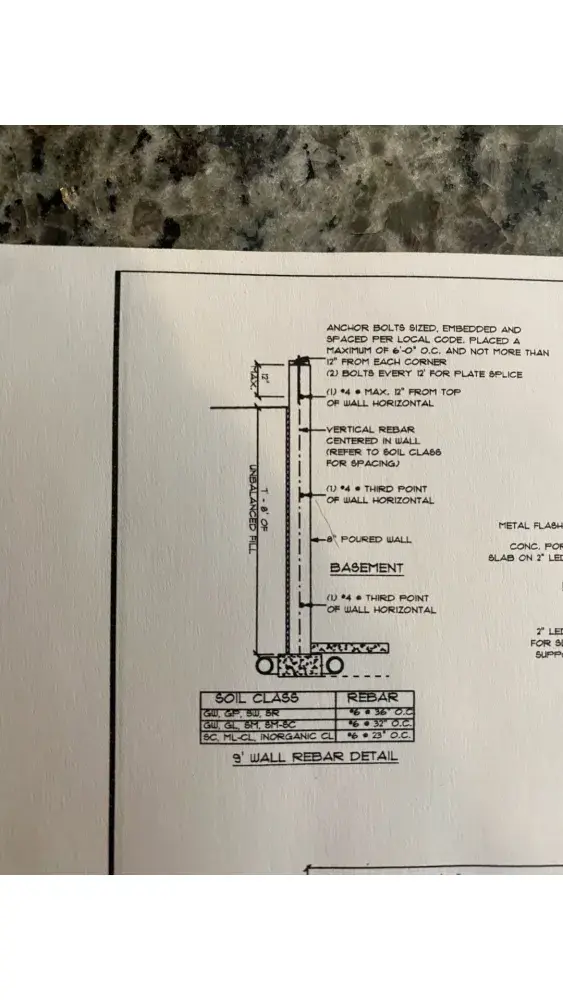 ANCHOR BOLTS SIZED, EMBEDDED AND
SPACED PER LOCAL CODE. PLACED A
MAXIMUM OF 6'-0" O.C. AND NOT MORE THAN
12" FROM EACH CORNER
(2) BOLTS EVERY 12' FOR PLATE SPLICE
12"
MAX.
(1) #4 @ MAX. 12" FROM TOP
OF WALL HORIZONTAL
VERTICAL REBAR
CENTERED IN WALL
(REFER TO SOIL CLASS
FOR SPACING)
7' - 8' OF
UNBALANCED FILL
(1) #4 @ THIRD POINT
OF WALL HORIZONTAL
8" POURED WALL
BASEMENT
(1) #4 @ THIRD POINT
OF WALL HORIZONTAL
METAL FLASH
CONC. POR
SLAB ON 2" LED
2" LED
FOR SL
SUPP
SOIL CLASS REBAR
GW, GP, SW, SR #6 @ 36" O.C.
GW, GL, SM, SM-SC #6 @ 32" O.C.
SC, ML-CL, INORGANIC CL #6 @ 23" O.C.
9' WALL REBAR DETAIL